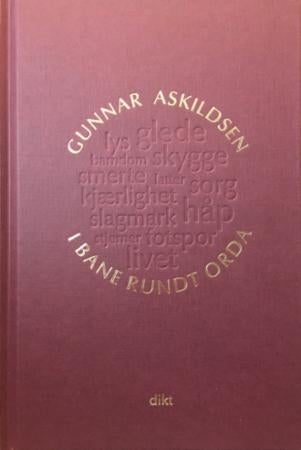 GUNNAR ASKILDSEN
lys glede
barndom skygge
smerte latter sorg
kjærlighet
slagmark håp
stjerner fotspor
livet
I BANE RUNDT ORDA
dikt